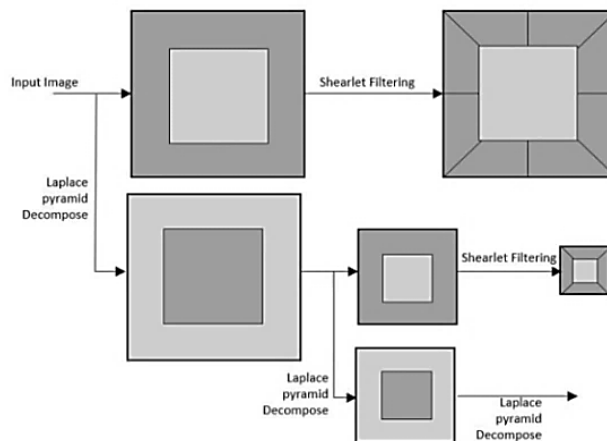 Input Image
Shearlet Filtering
Laplace
pyramid
Decompose
Shearlet Filtering
Laplace
pyramid
Decompose
Laplace
pyramid
Decompose